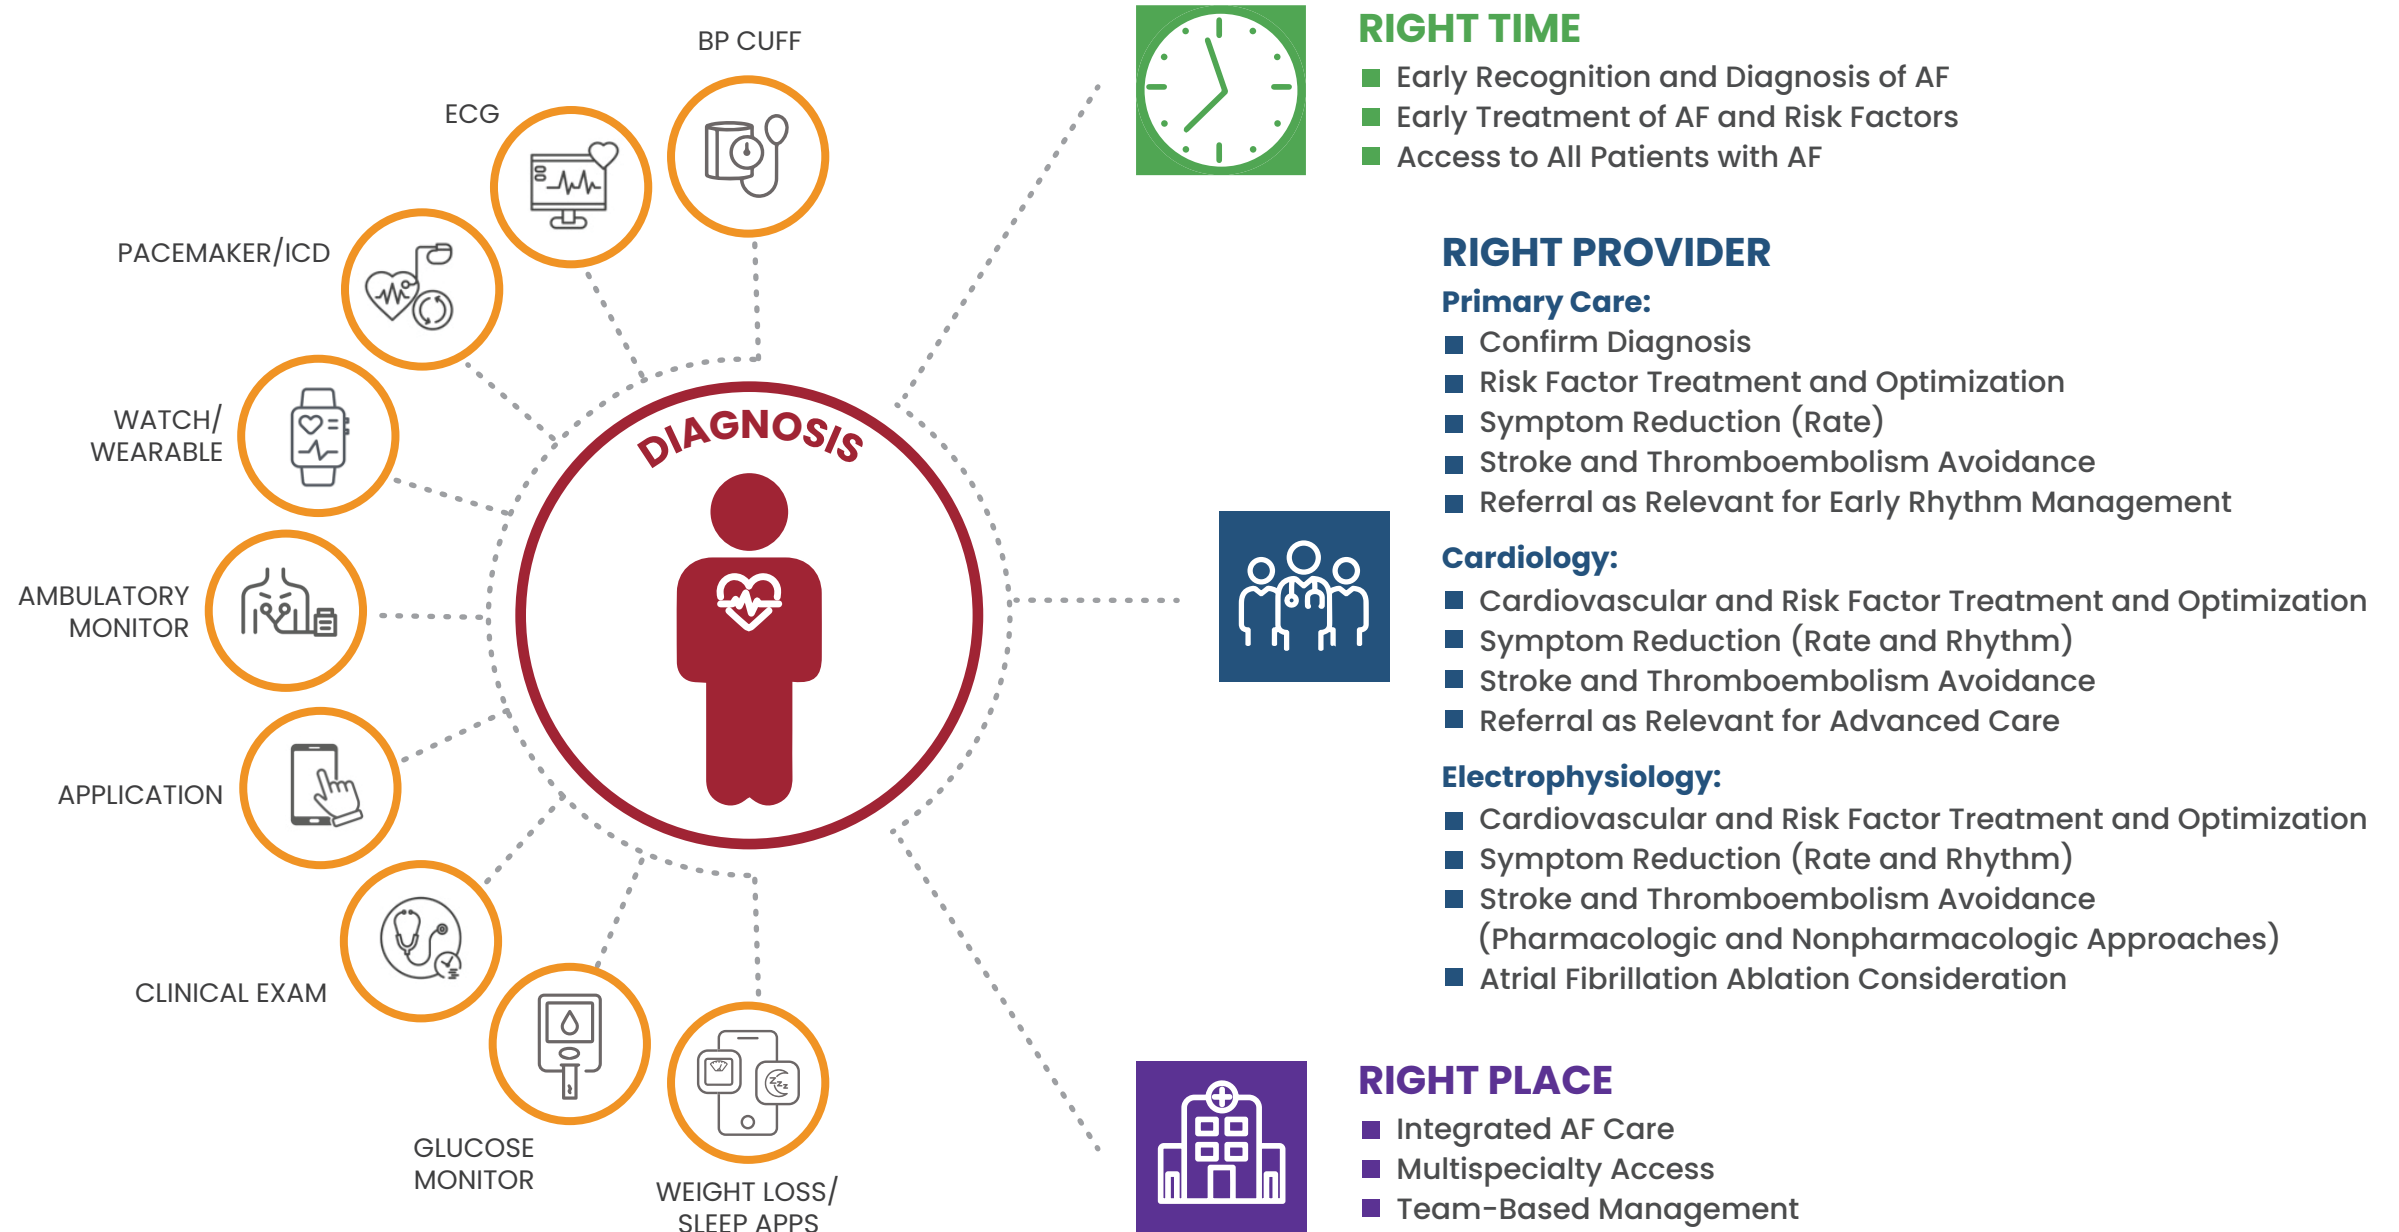 BP CUFF
ECG
PACEMAKER/ICD
WATCH/
WEARABLE
AMBULATORY
MONITOR
APPLICATION
CLINICAL EXAM
GLUCOSE
MONITOR
WEIGHT LOSS/
SLEEP APPS
zzz
DIAGNOSIS
RIGHT TIME
Early Recognition and Diagnosis of AF
Early Treatment of AF and Risk Factors
Access to All Patients with AF
RIGHT PROVIDER
Primary Care:
Confirm Diagnosis
Risk Factor Treatment and Optimization
Symptom Reduction (Rate)
Stroke and Thromboembolism Avoidance
Referral as Relevant for Early Rhythm Management
Cardiology:
Cardiovascular and Risk Factor Treatment and Optimization
Symptom Reduction (Rate and Rhythm)
Stroke and Thromboembolism Avoidance
Referral as Relevant for Advanced Care
Electrophysiology:
Cardiovascular and Risk Factor Treatment and Optimization
Symptom Reduction (Rate and Rhythm)
Stroke and Thromboembolism Avoidance
(Pharmacologic and Nonpharmacologic Approaches)
Atrial Fibrillation Ablation Consideration
RIGHT PLACE
Integrated AF Care
Multispecialty Access
Team-Based Management